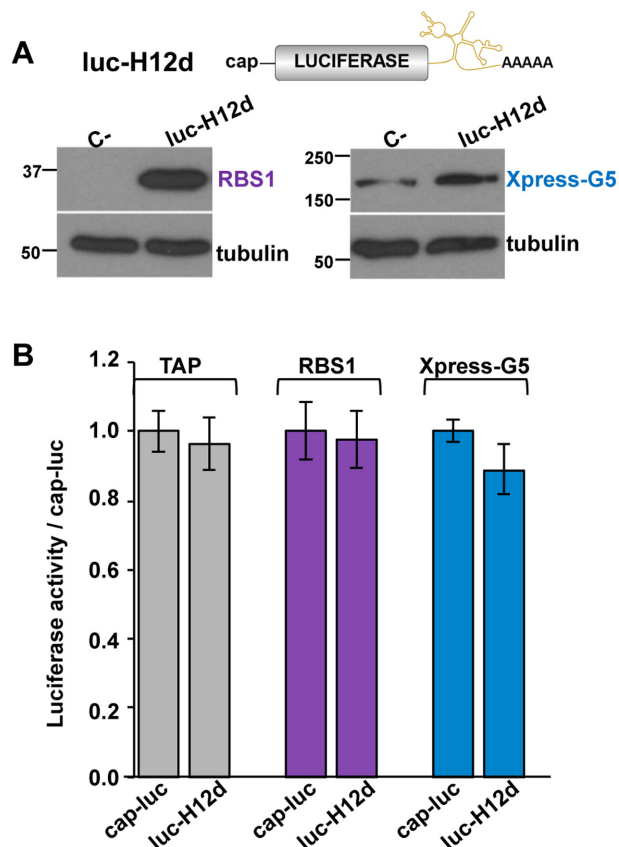 A
luc-H12d
cap
LUCIFERASE
AAAAA
C-
luc-H12d
37
RBS1
50
tubulin
C-
luc-H12d
250
150
Xpress-G5
50
tubulin
B
Luciferase activity / cap-luc
1.2
1.0
0.8
0.6
0.4
0.2
0.0
TAP
RBS1
Xpress-G5
cap-luc
luc-H12d
cap-luc
luc-H12d
cap-luc
luc-H12d